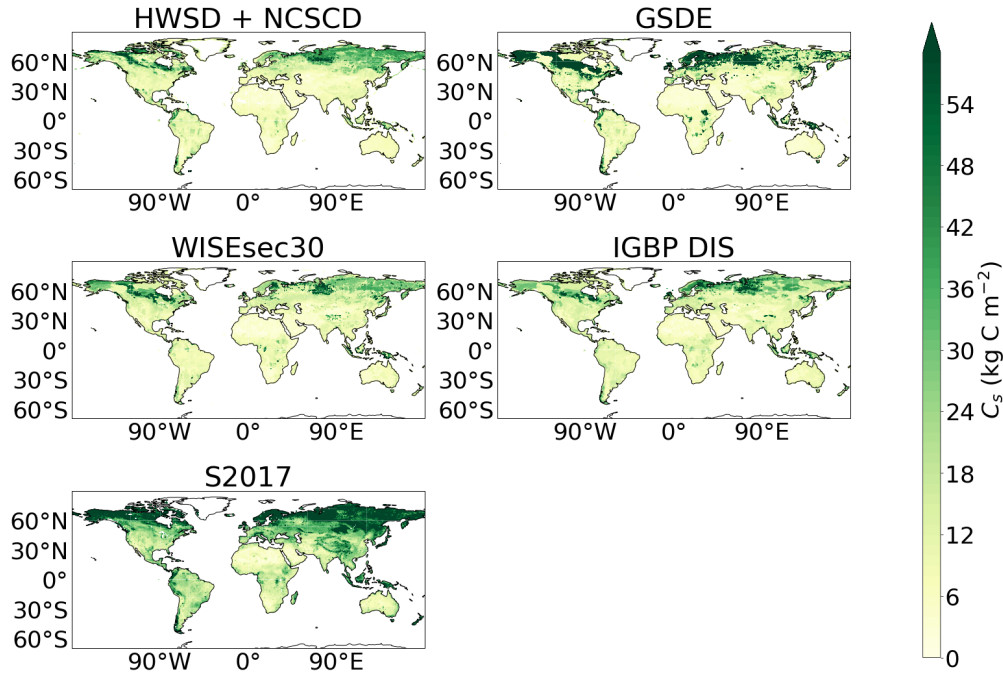 HWSD + NCSCD
60°N
30°N
0°
30°S
60°S
90°W 0° 90°E
GSDE
60°N
30°N
0°
30°S
60°S
90°W 0° 90°E
WISEsec30
60°N
30°N
0°
30°S
60°S
90°W 0° 90°E
IGBP DIS
60°N
30°N
0°
30°S
60°S
90°W 0° 90°E
S2017
60°N
30°N
0°
30°S
60°S
90°W 0° 90°E
54
48
42
36
30
24
18
12
6
0
Cₛ (kg C m⁻²)